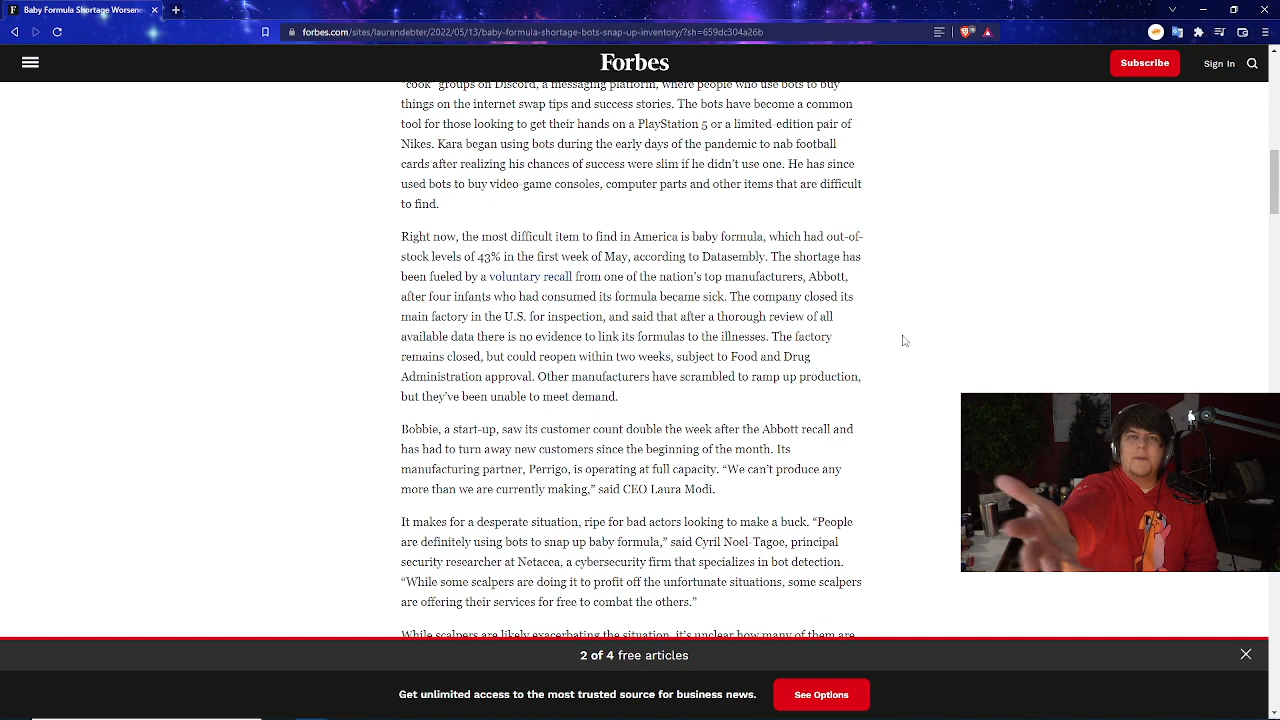 Baby Formula Shortage Worsene
forbes.com/sites/laurendebter/2022/05/13/baby-formula-shortage-bots-snap-up-inventory/?sh=659dc304a26b
Forbes
Subscribe
Sign In
"cook" groups on Discord, a messaging platform, where people who use bots to buy
things on the internet swap tips and success stories. The bots have become a common
tool for those looking to get their hands on a PlayStation 5 or a limited-edition pair of
Nikes. Kara began using bots during the early days of the pandemic to nab football
cards after realizing his chances of success were slim if he didn't use one. He has since
used bots to buy video-game consoles, computer parts and other items that are difficult
to find.
Right now, the most difficult item to find in America is baby formula, which had out-of-
stock levels of 43% in the first week of May, according to Datasembly. The shortage has
been fueled by a voluntary recall from one of the nation's top manufacturers, Abbott,
after four infants who had consumed its formula became sick. The company closed its
main factory in the U.S. for inspection, and said that after a thorough review of all
available data there is no evidence to link its formulas to the illnesses. The factory
remains closed, but could reopen within two weeks, subject to Food and Drug
Administration approval. Other manufacturers have scrambled to ramp up production,
but they've been unable to meet demand.
Bobbie, a start-up, saw its customer count double the week after the Abbott recall and
has had to turn away new customers since the beginning of the month. Its
manufacturing partner, Perrigo, is operating at full capacity. "We can't produce any
more than we are currently making," said CEO Laura Modi.
It makes for a desperate situation, ripe for bad actors looking to make a buck. "People
are definitely using bots to snap up baby formula," said Cyril Noel-Tagoe, principal
security researcher at Netacea, a cybersecurity firm that specializes in bot detection.
"While some scalpers are doing it to profit off the unfortunate situations, some scalpers
are offering their services for free to combat the others."
While scalpers are likely exacerbating the situation, it's unclear how many of them are
2 of 4 free articles
Get unlimited access to the most trusted source for business news.
See Options